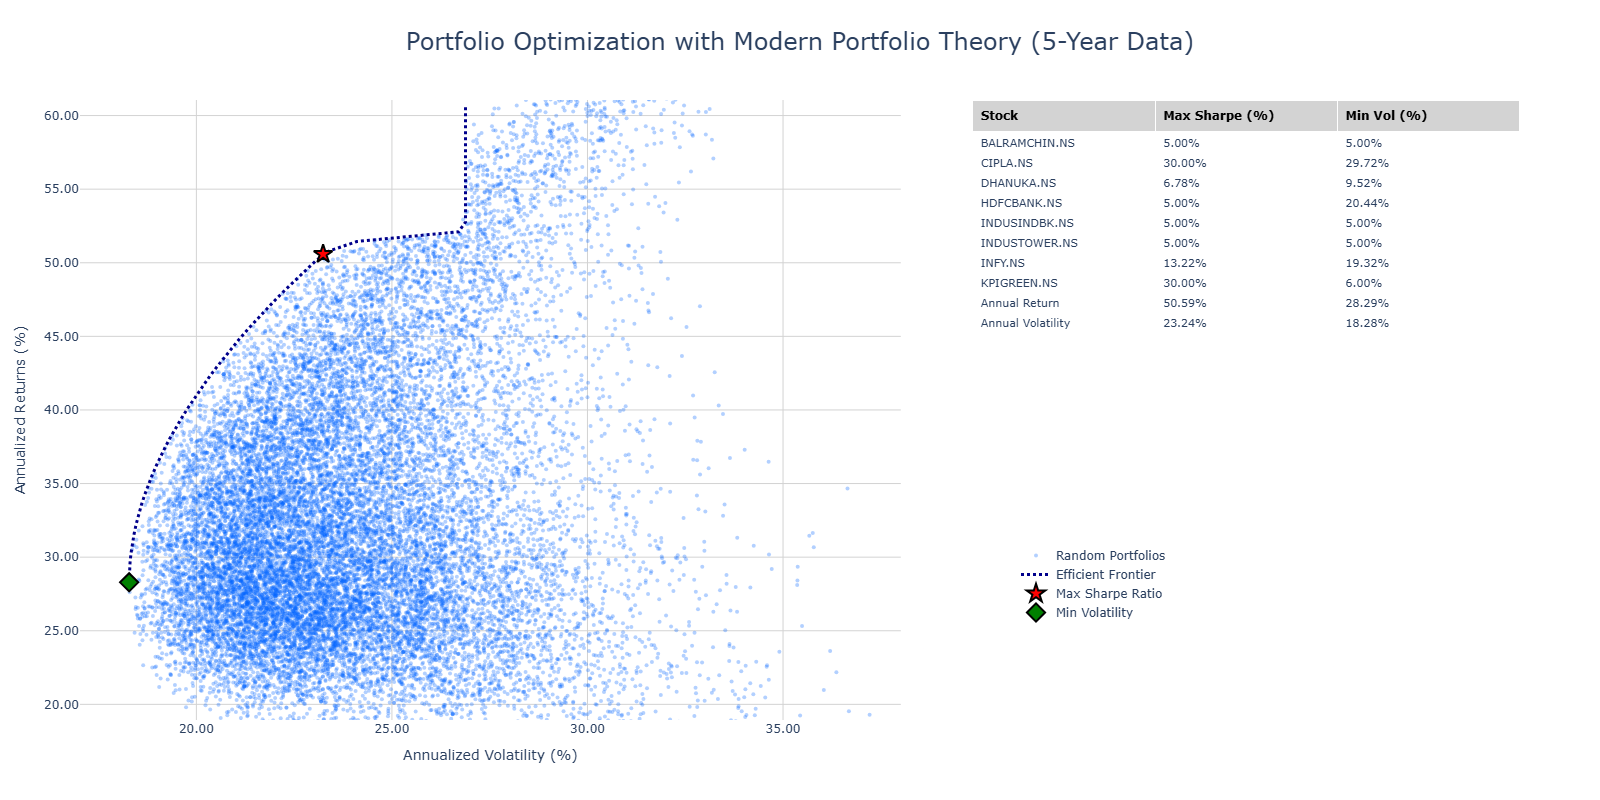 Portfolio Optimization with Modern Portfolio Theory (5-Year Data)
60.00
55.00
50.00
45.00
40.00
35.00
30.00
25.00
20.00
Annualized Returns (%)
20.00 25.00 30.00 35.00
Annualized Volatility (%)
Stock Max Sharpe (%) Min Vol (%)
BALRAMCHIN.NS 5.00% 5.00%
CIPLA.NS 30.00% 29.72%
DHANUKA.NS 6.78% 9.52%
HDFCBANK.NS 5.00% 20.44%
INDUSINDBK.NS 5.00% 5.00%
INDUSTOWER.NS 5.00% 5.00%
INFY.NS 13.22% 19.32%
KPIGREEN.NS 30.00% 6.00%
Annual Return 50.59% 28.29%
Annual Volatility 23.24% 18.28%
Random Portfolios
Efficient Frontier
Max Sharpe Ratio
Min Volatility